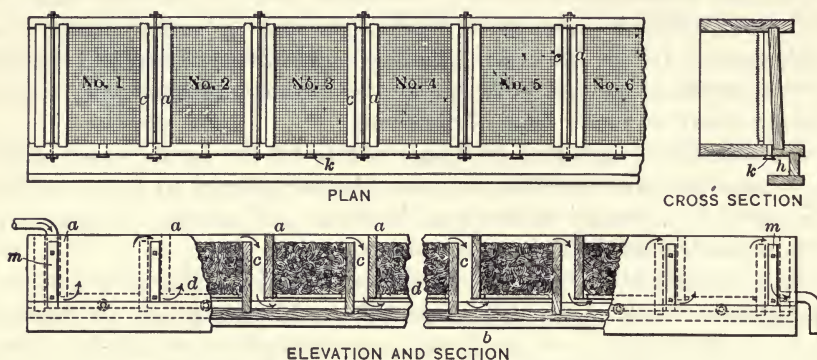 No. 1 No. 2 No. 3 No. 4 No. 5 No. 6
c a c a c a
k
k h
PLAN
CROSS SECTION
a a a a m
m c c c c
d d
b
ELEVATION AND SECTION